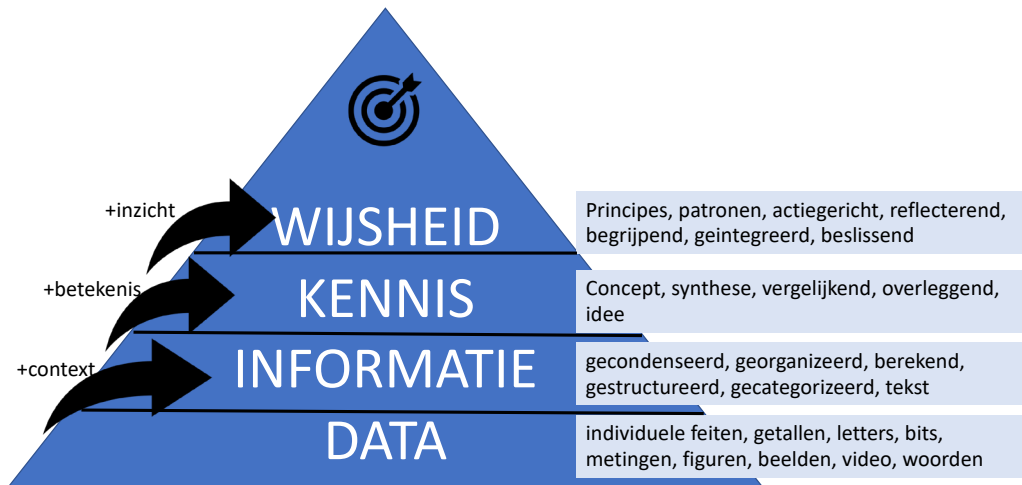 +inzicht
WIJSHEID
Principes, patronen, actiegericht, reflecterend,
begrijpend, geintegreerd, beslissend
+betekenis
KENNIS
Concept, synthese, vergelijkend, overleggend,
idee
+context
INFORMATIE
gecondenseerd, georganizeerd, berekend,
gestructureerd, gecategorizeerd, tekst
DATA
individuele feiten, getallen, letters, bits,
metingen, figuren, beelden, video, woorden